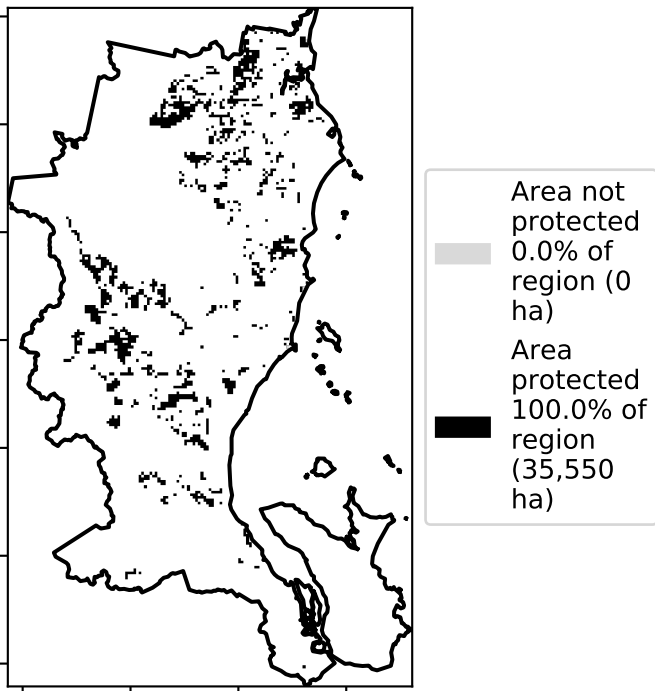 Area not
protected
0.0% of
region (0
ha)
Area
protected
100.0% of
region
(35,550
ha)